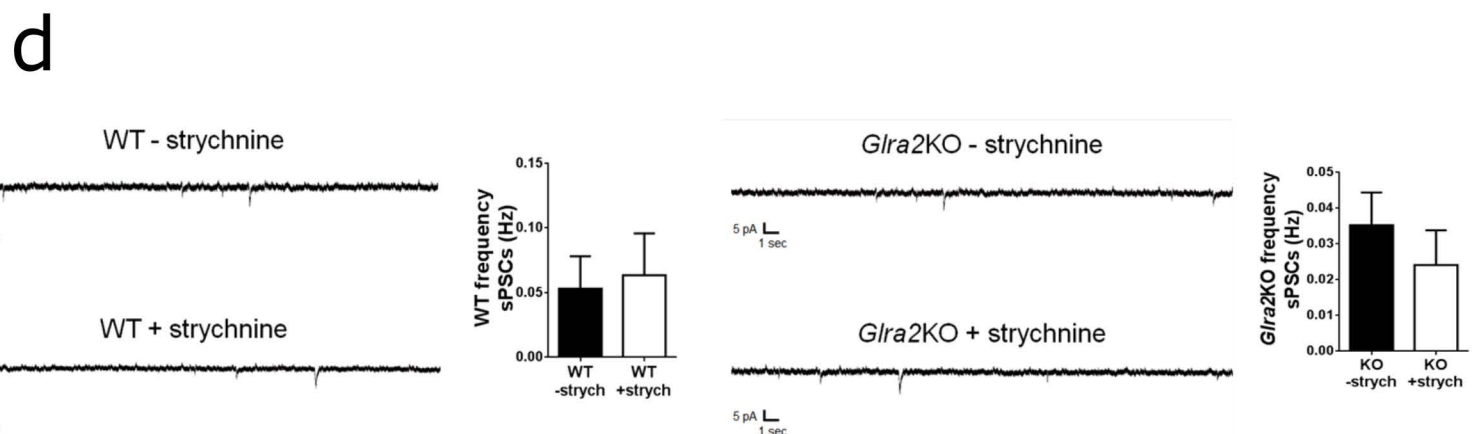 d
WT - strychnine
WT + strychnine
WT frequency
sPSCs (Hz)
0.15
0.10
0.05
0.00
WT
-strych
WT
+strych
Glra2KO - strychnine
5 pA
1 sec
Glra2KO + strychnine
5 pA
1 sec
Glra2KO frequency
sPSCs (Hz)
0.05
0.04
0.03
0.02
0.01
0.00
KO
-strych
KO
+strych